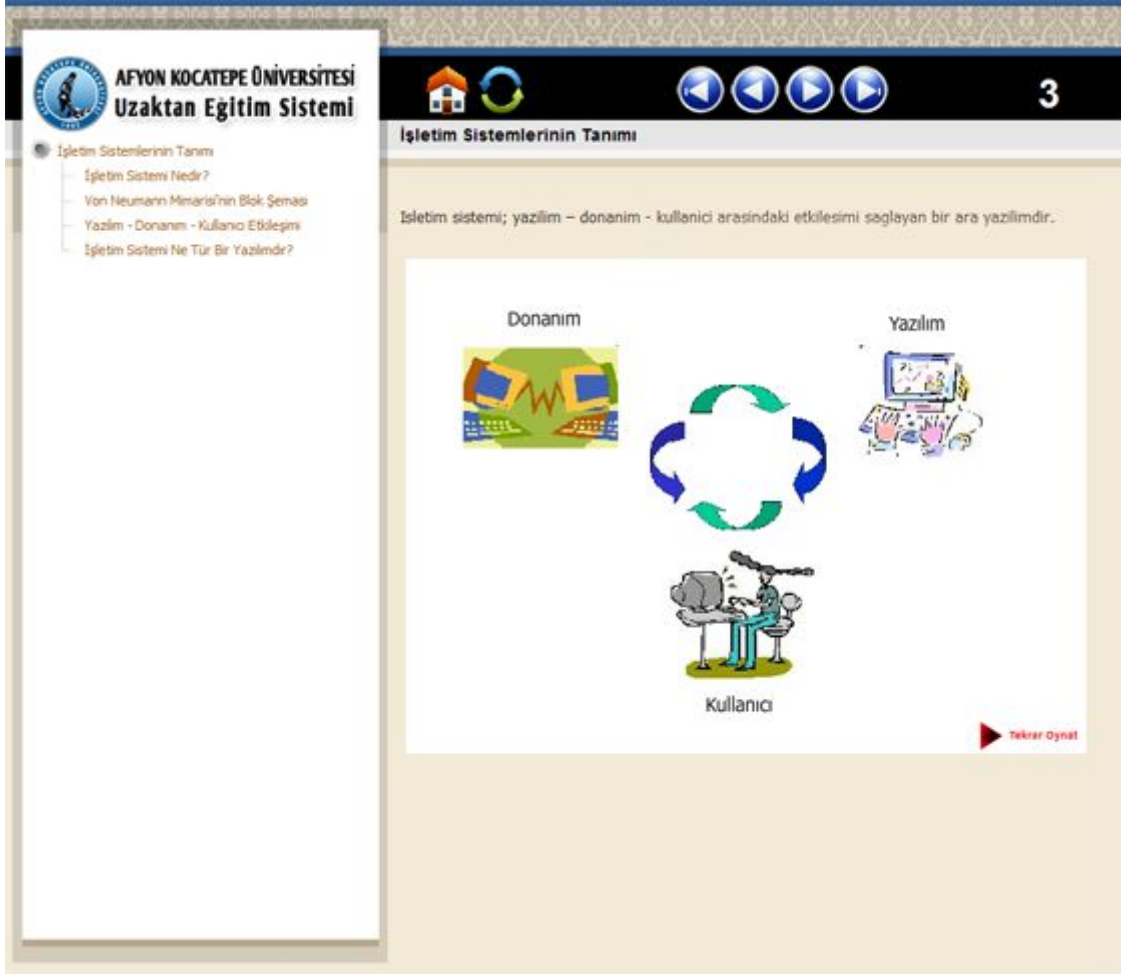 AFYON KOCATEPE ÜNİVERSİTESİ
Uzaktan Eğitim Sistemi
3
İşletim Sistemlerinin Tanımı
İşletim Sistemlerinin Tanımı
İşletim Sistemi Nedir?
Von Neumann Mimarisi'nin Blok Şeması
Yazılım - Donanım - Kullanıcı Etkileşimi
İşletim Sistemi Ne Tür Bir Yazılımdır?
Isletim sistemi; yazilim – donanim - kullanici arasindaki etkilesimi saglayan bir ara yazilimdir.
Donanım
Yazılım
Kullanıcı
Tekrar Oynat